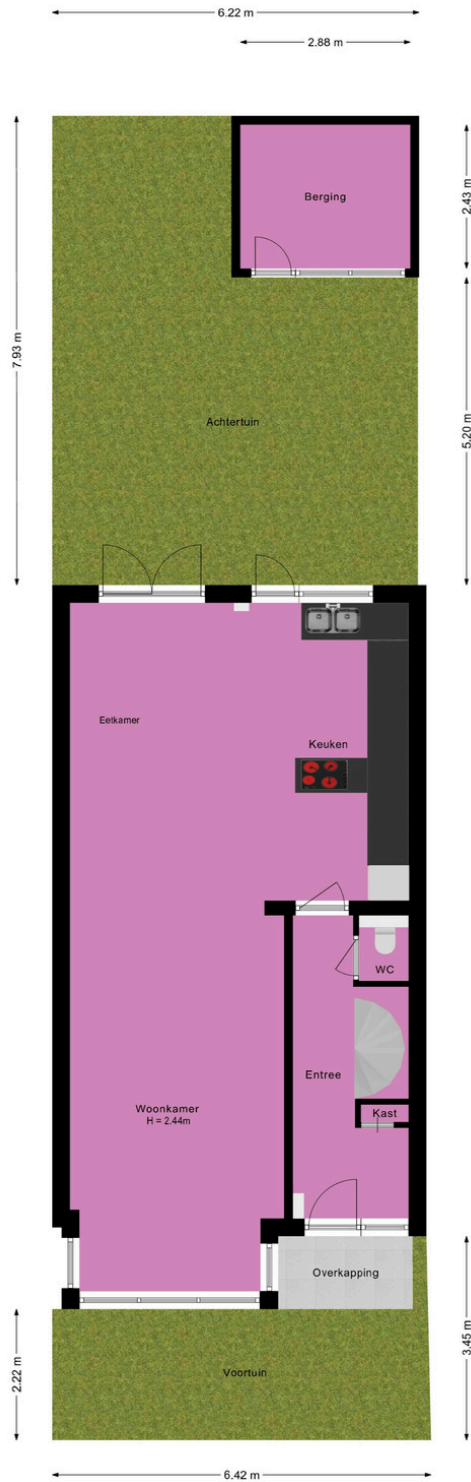 6.22 m
2.88 m
Berging
2.43 m
7.93 m
5.20 m
Achtertuin
Eetkamer
Keuken
WC
Entree
Woonkamer
H = 2.44m
Kast
Overkapping
3.45 m
2.22 m
Voortuin
6.42 m